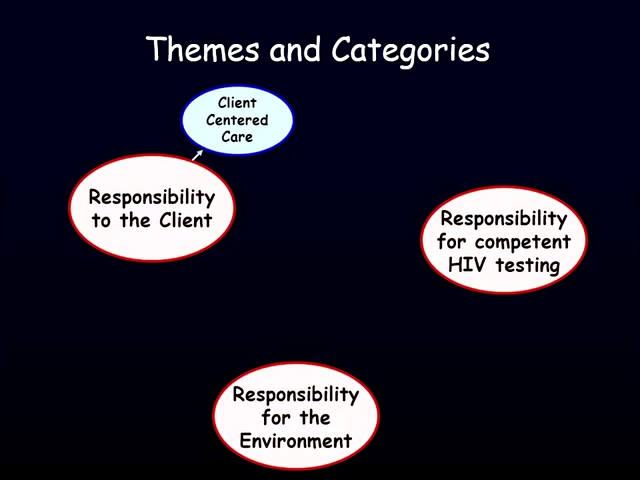 Themes and Categories
Client
Centered
Care
Responsibility
to the Client
Responsibility
for competent
HIV testing
Responsibility
for the
Environment